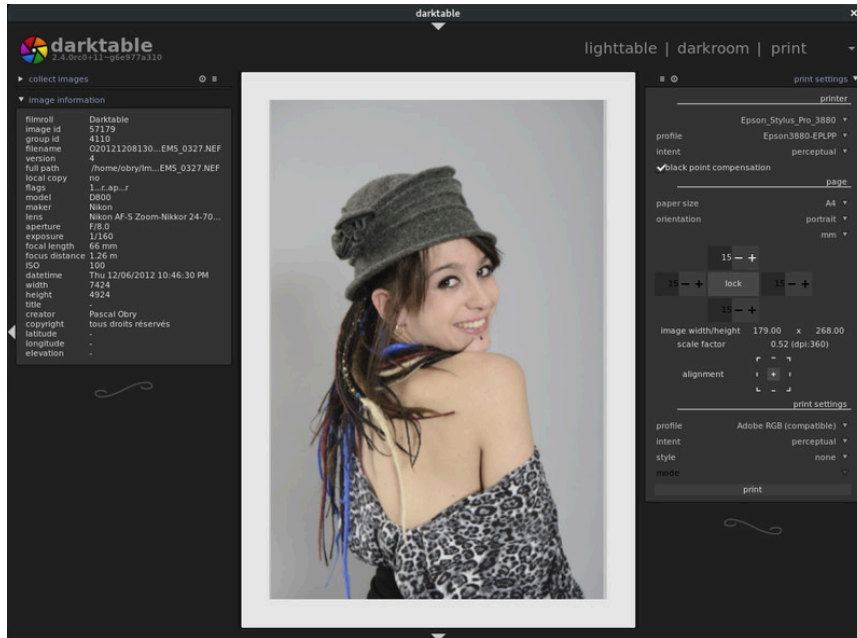 darktable
darktable
2.4.0rc0+11~g6e977a310
lighttable | darkroom | print
collect images
image information
filmroll Darktable
image id 57179
group id 4110
filename O20121208130...EM5_0327.NEF
version 4
full path /home/obry/Im...EM5_0327.NEF
local copy no
flags 1...r.ap...r
model D800
maker Nikon
lens Nikon AF-S Zoom-Nikkor 24-70...
aperture F/8.0
exposure 1/160
focal length 66 mm
focus distance 1.26 m
ISO 100
datetime Thu 12/06/2012 10:46:30 PM
width 7424
height 4924
title -
creator Pascal Obry
copyright tous droits réservés
latitude -
longitude -
elevation -
print settings
printer
Epson_Stylus_Pro_3880
profile Epson3880-EPLPP
intent perceptual
black point compensation
page
paper size A4
orientation portrait
mm
15 − +
15 − + lock 15 − +
15 − +
image width/height 179.00 x 268.00
scale factor 0.52 (dpi:360)
alignment
print settings
profile Adobe RGB (compatible)
intent perceptual
style none
mode
print